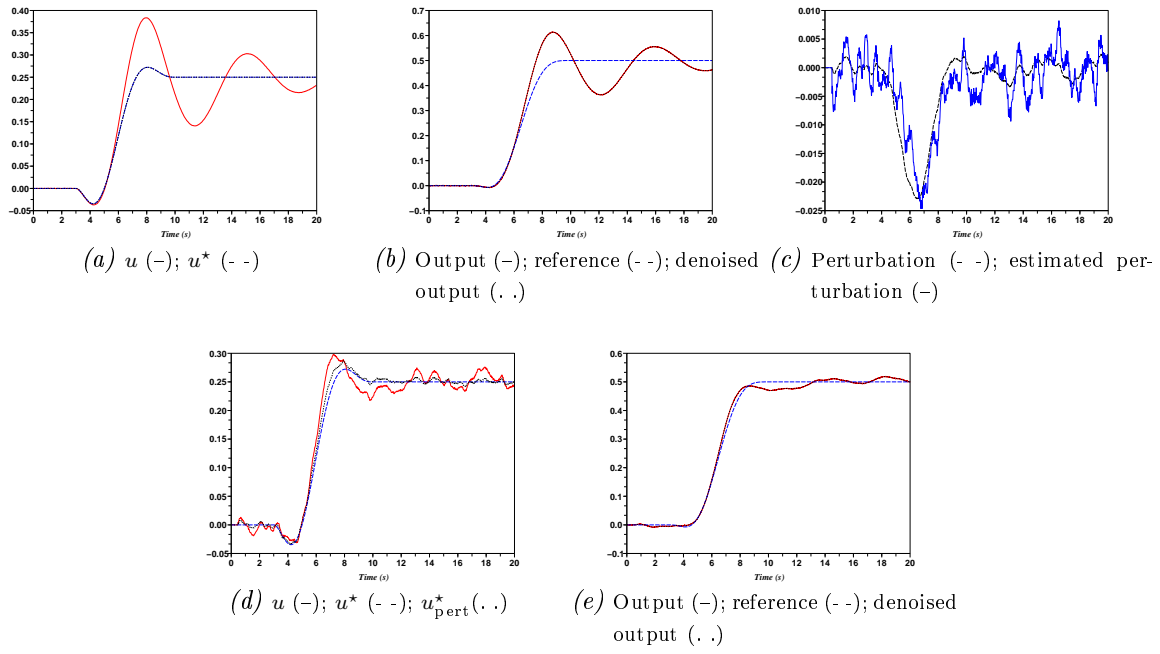 0.40
0.35
0.30
0.25
0.20
0.15
0.10
0.05
0.00
−0.05
0 2 4 6 8 10 12 14 16 18 20
Time (s)
(a) u (–); u⋆ (- -)
0.7
0.6
0.5
0.4
0.3
0.2
0.1
0.0
−0.1
0 2 4 6 8 10 12 14 16 18 20
Time (s)
(b) Output (–); reference (- -); denoised
output (. .)
0.010
0.005
0.000
−0.005
−0.010
−0.015
−0.020
−0.025
0 2 4 6 8 10 12 14 16 18 20
Time (s)
(c) Perturbation (- -); estimated per-
turbation (–)
0.30
0.25
0.20
0.15
0.10
0.05
0.00
−0.05
0 2 4 6 8 10 12 14 16 18 20
Time (s)
(d) u (–); u⋆ (- -); u⋆pert(. .)
0.6
0.5
0.4
0.3
0.2
0.1
0.0
−0.1
0 2 4 6 8 10 12 14 16 18 20
Time (s)
(e) Output (–); reference (- -); denoised
output (. .)